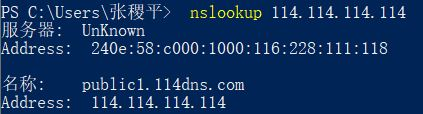 PS C:\Users\张稷平> nslookup 114.114.114.114
服务器:  UnKnown
Address:  240e:58:c000:1000:116:228:111:118
名称:    public1.114dns.com
Address:  114.114.114.114